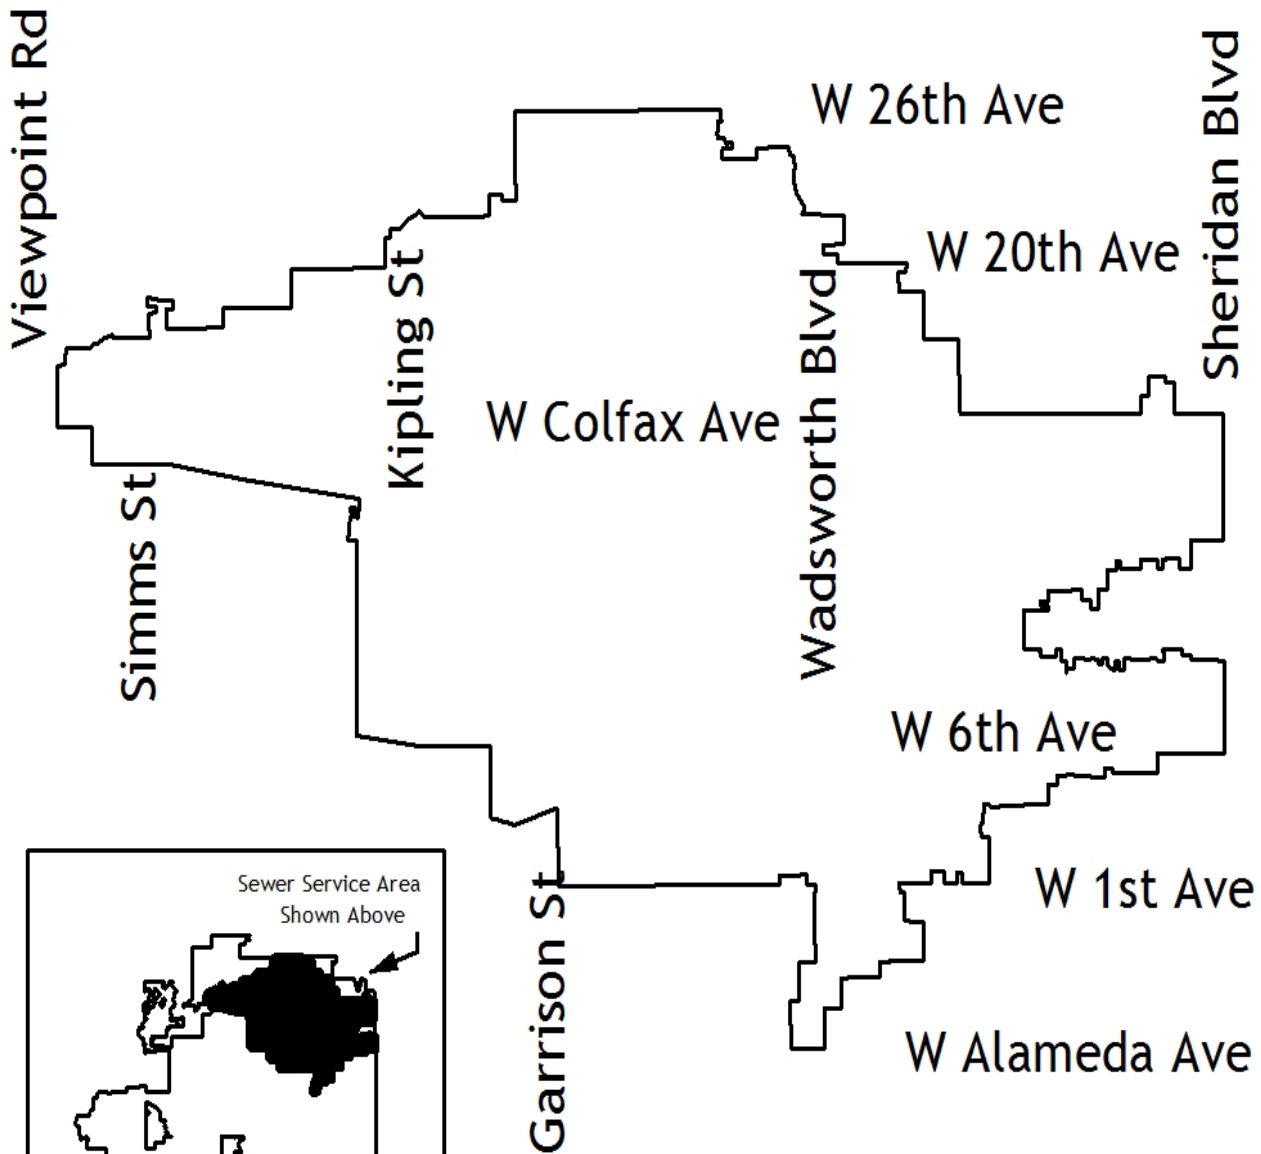 Viewpoint Rd
W 26th Ave
Sheridan Blvd
W 20th Ave
Kipling St
Wadsworth Blvd
W Colfax Ave
Simms St
W 6th Ave
Sewer Service Area
Shown Above
Garrison St
W 1st Ave
W Alameda Ave